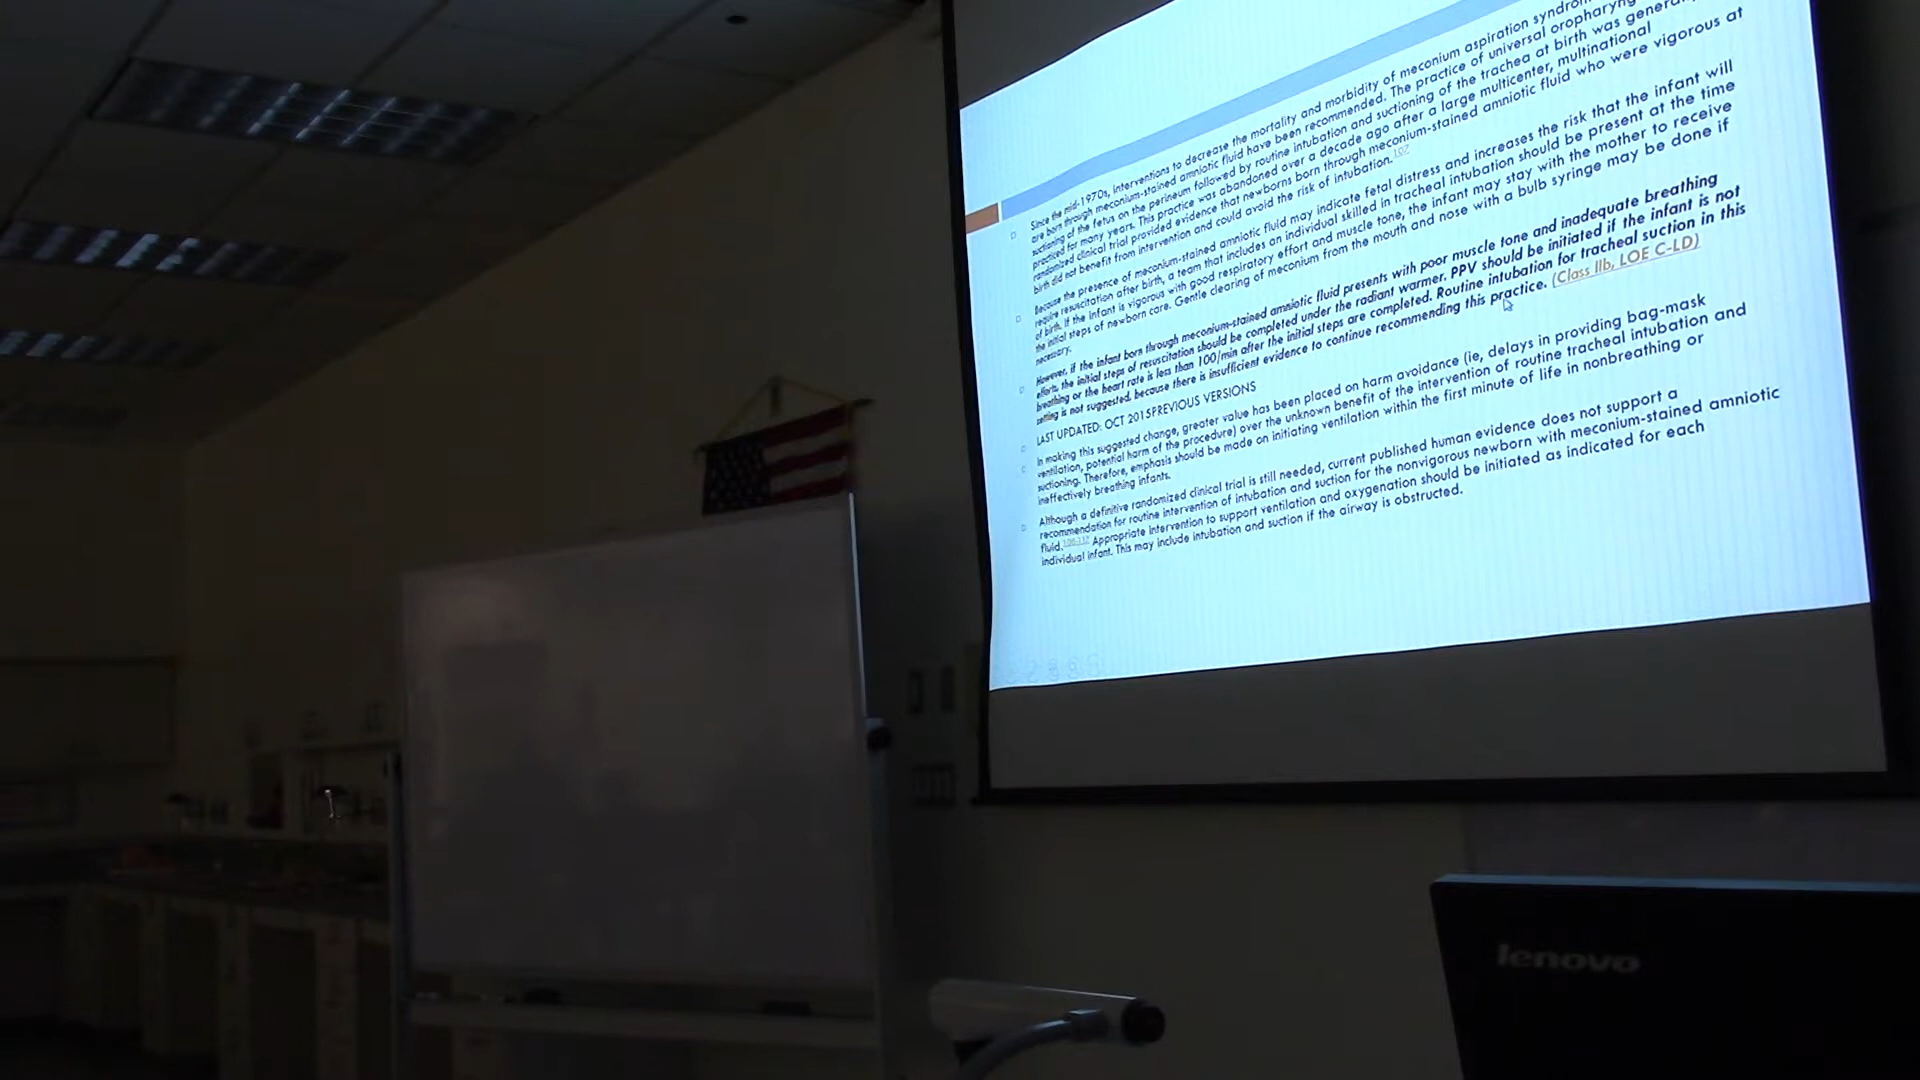 Since the mid-1970s, interventions to decrease the mortality and morbidity of meconium aspiration
are born through meconium-stained amniotic fluid have been recommended. The practice of universal
suctioning of the fetus on the perineum followed by routine intubation and suctioning of the trachea at birth was
practiced for many years. This practice was abandoned over a decade ago after a large multicenter, multinational
randomized clinical trial provided evidence that newborns born through meconium-stained amniotic fluid who were vigorous at
birth did not benefit from intervention and could avoid the risk of intubation.107
Because the presence of meconium-stained amniotic fluid may indicate fetal distress and increases the risk that the infant will
require resuscitation after birth, a team that includes an individual skilled in tracheal intubation should be present at the time
of birth. If the infant is vigorous with good respiratory effort and muscle tone, the infant may stay with the mother to receive
the initial steps of newborn care. Gentle clearing of meconium from the mouth and nose with a bulb syringe may be done if
necessary.
However, if the infant born through meconium-stained amniotic fluid presents with poor muscle tone and inadequate breathing
efforts, the initial steps of resuscitation should be completed under the radiant warmer. PPV should be initiated if the infant is not
breathing or the heart rate is less than 100/min after the initial steps are completed. Routine intubation for tracheal suction in this
setting is not suggested, because there is insufficient evidence to continue recommending this practice. (Class IIb, LOE C-LD)
LAST UPDATED: OCT 2015PREVIOUS VERSIONS
In making this suggested change, greater value has been placed on harm avoidance (ie, delays in providing bag-mask
ventilation, potential harm of the procedure) over the unknown benefit of the intervention of routine tracheal intubation and
suctioning. Therefore, emphasis should be made on initiating ventilation within the first minute of life in nonbreathing or
ineffectively breathing infants.
Although a definitive randomized clinical trial is still needed, current published human evidence does not support a
recommendation for routine intervention of intubation and suction for the nonvigorous newborn with meconium-stained amniotic
fluid. Appropriate intervention to support ventilation and oxygenation should be initiated as indicated for each
individual infant. This may include intubation and suction if the airway is obstructed.
lenovo